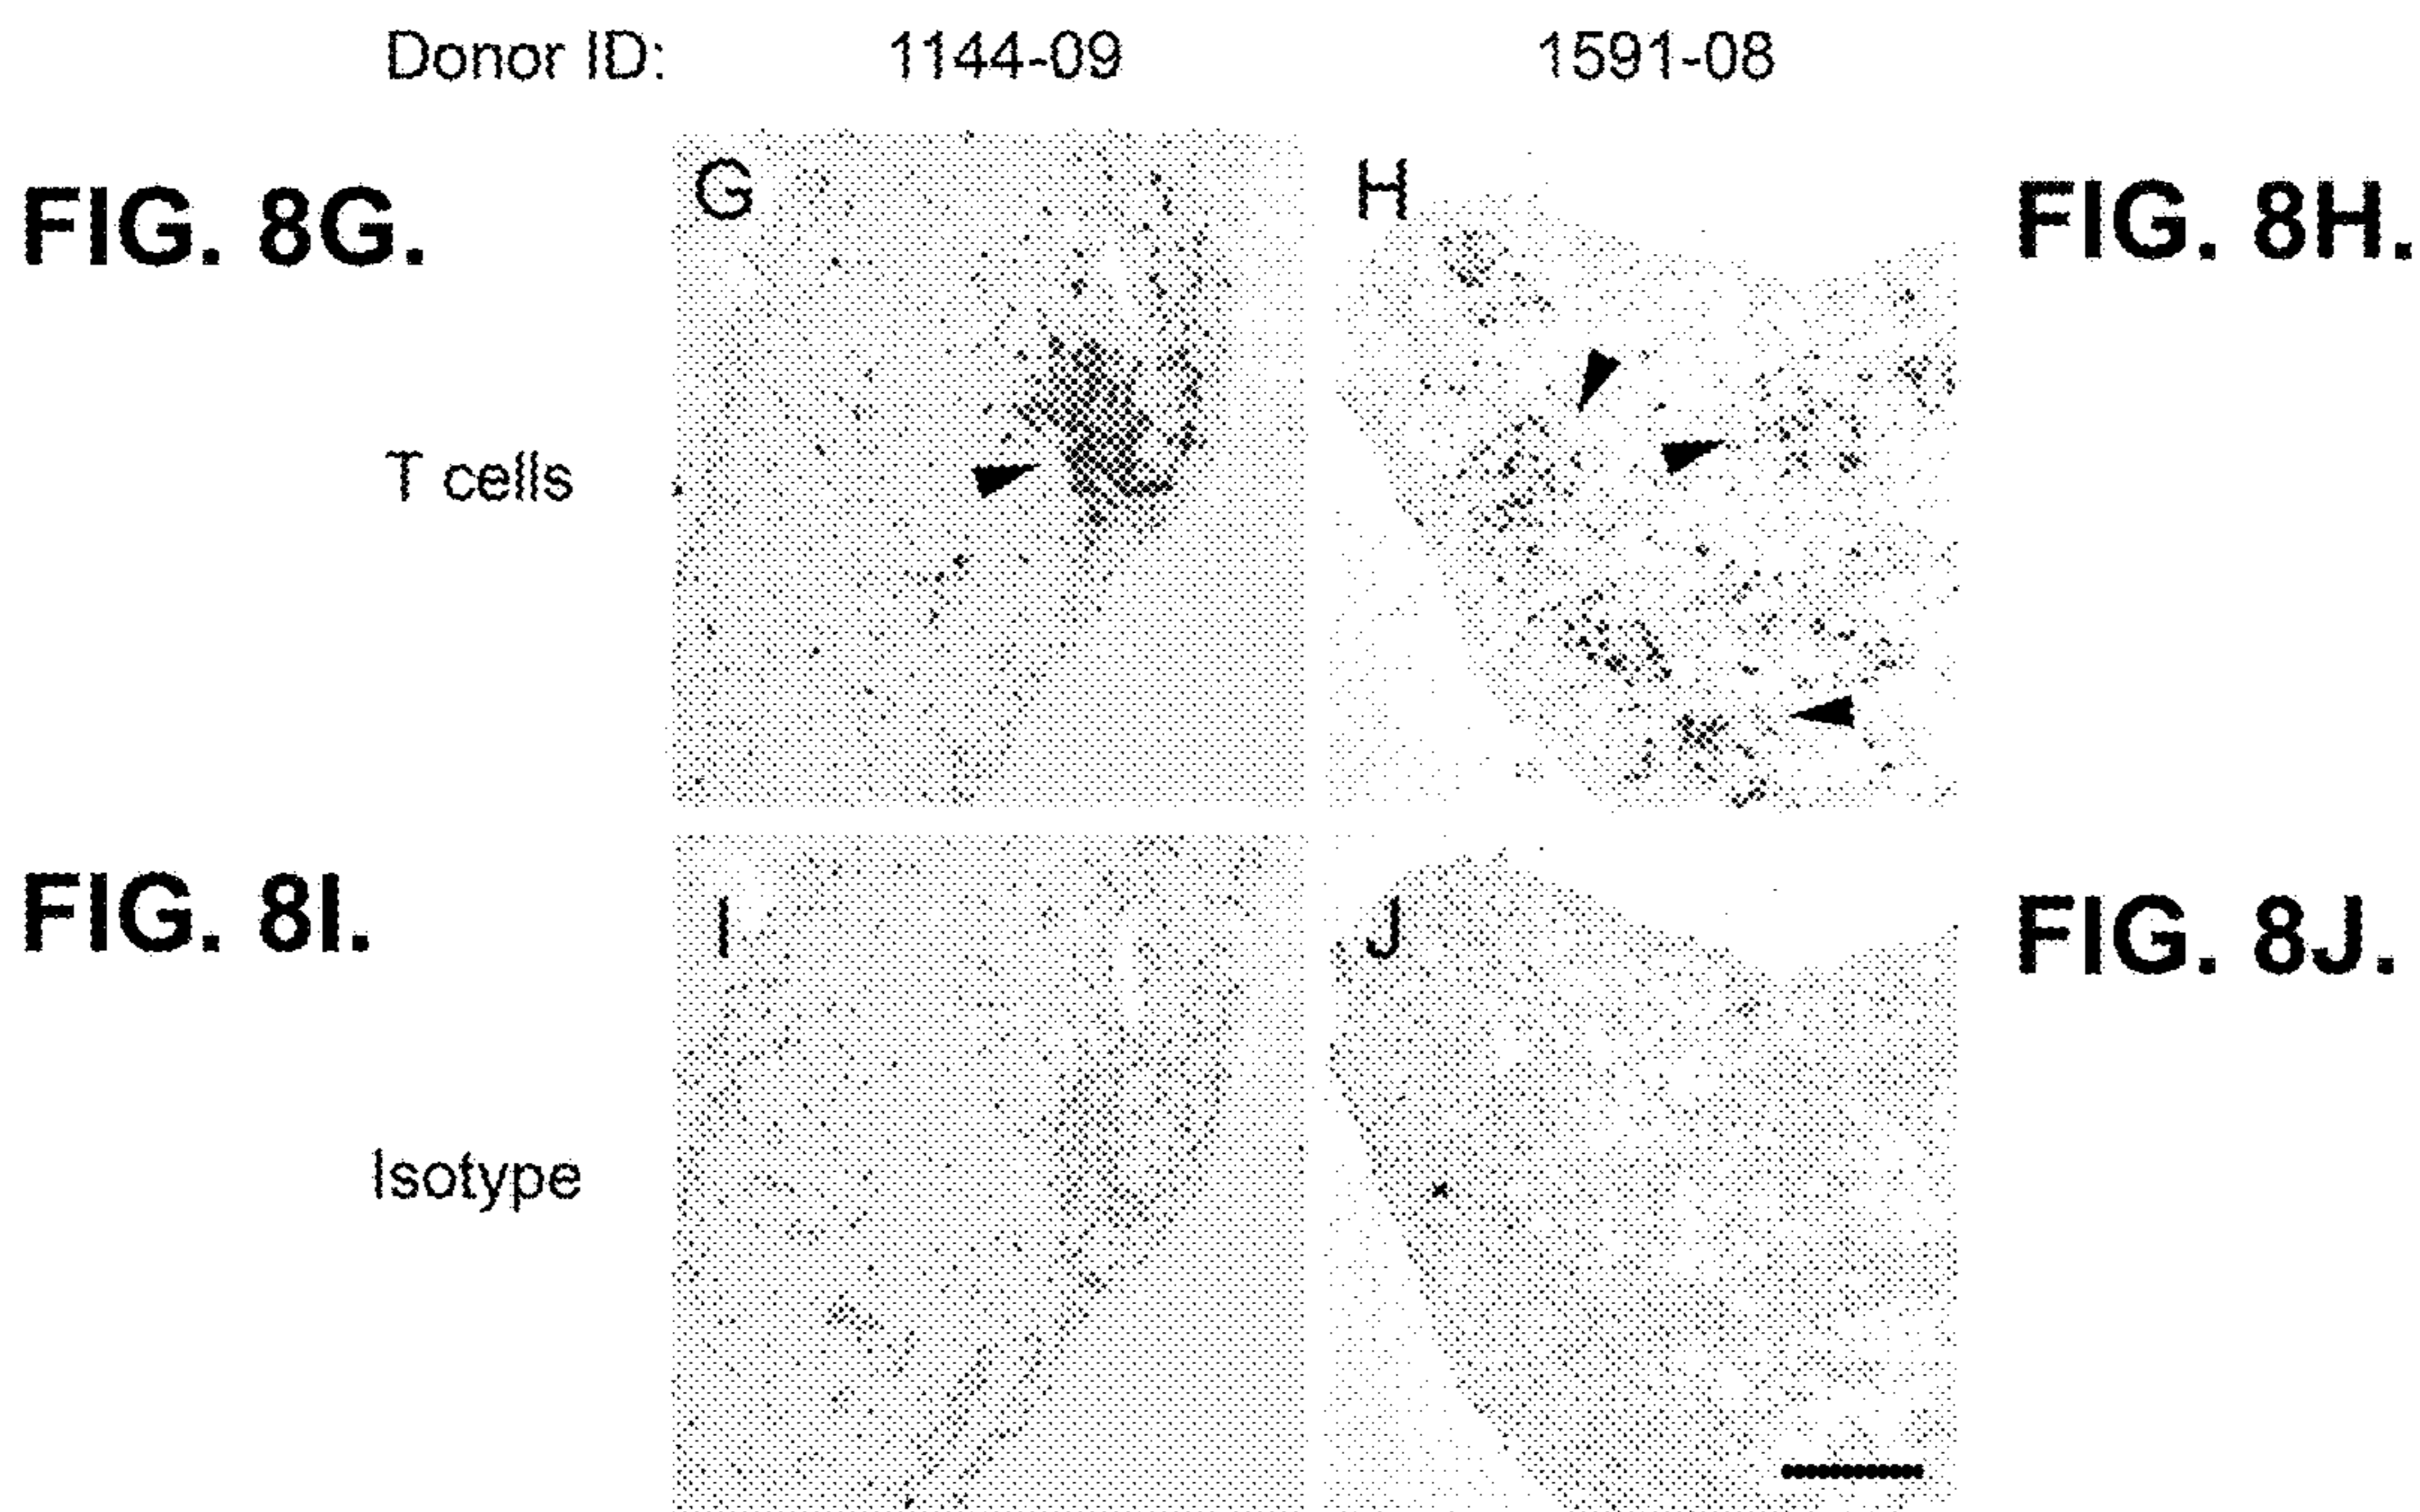 Donor ID: 1144-09 1591-08
FIG. 8G. G H FIG. 8H.
T cells
FIG. 8I. I J FIG. 8J.
Isotype